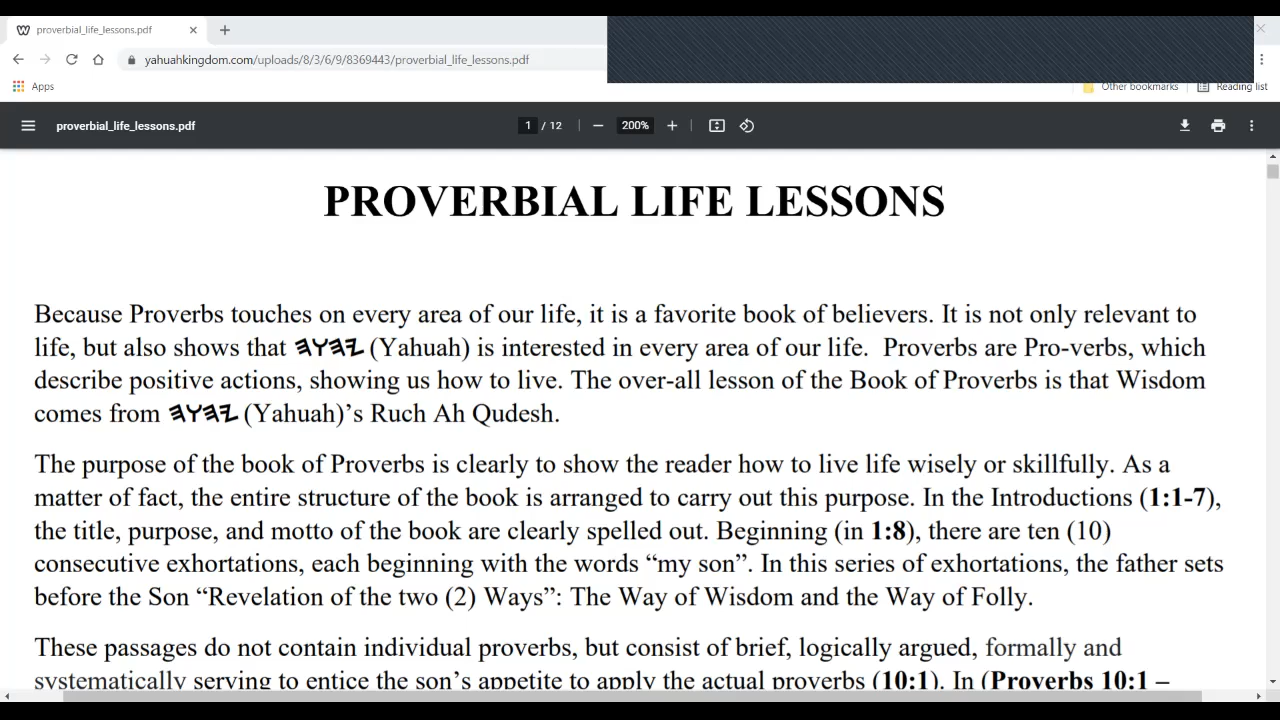 proverbial_life_lessons.pdf
yahuahkingdom.com/uploads/8/3/6/9/8369443/proverbial_life_lessons.pdf
Apps
Other bookmarks
Reading list
proverbial_life_lessons.pdf
1 / 12
200%
PROVERBIAL LIFE LESSONS
Because Proverbs touches on every area of our life, it is a favorite book of believers. It is not only relevant to
life, but also shows that 𐤉𐤄𐤅𐤄 (Yahuah) is interested in every area of our life. Proverbs are Pro-verbs, which
describe positive actions, showing us how to live. The over-all lesson of the Book of Proverbs is that Wisdom
comes from 𐤉𐤄𐤅𐤄 (Yahuah)’s Ruch Ah Qudesh.
The purpose of the book of Proverbs is clearly to show the reader how to live life wisely or skillfully. As a
matter of fact, the entire structure of the book is arranged to carry out this purpose. In the Introductions (1:1-7),
the title, purpose, and motto of the book are clearly spelled out. Beginning (in 1:8), there are ten (10)
consecutive exhortations, each beginning with the words “my son”. In this series of exhortations, the father sets
before the Son “Revelation of the two (2) Ways”: The Way of Wisdom and the Way of Folly.
These passages do not contain individual proverbs, but consist of brief, logically argued, formally and
systematically serving to entice the son’s appetite to apply the actual proverbs (10:1). In (Proverbs 10:1 –